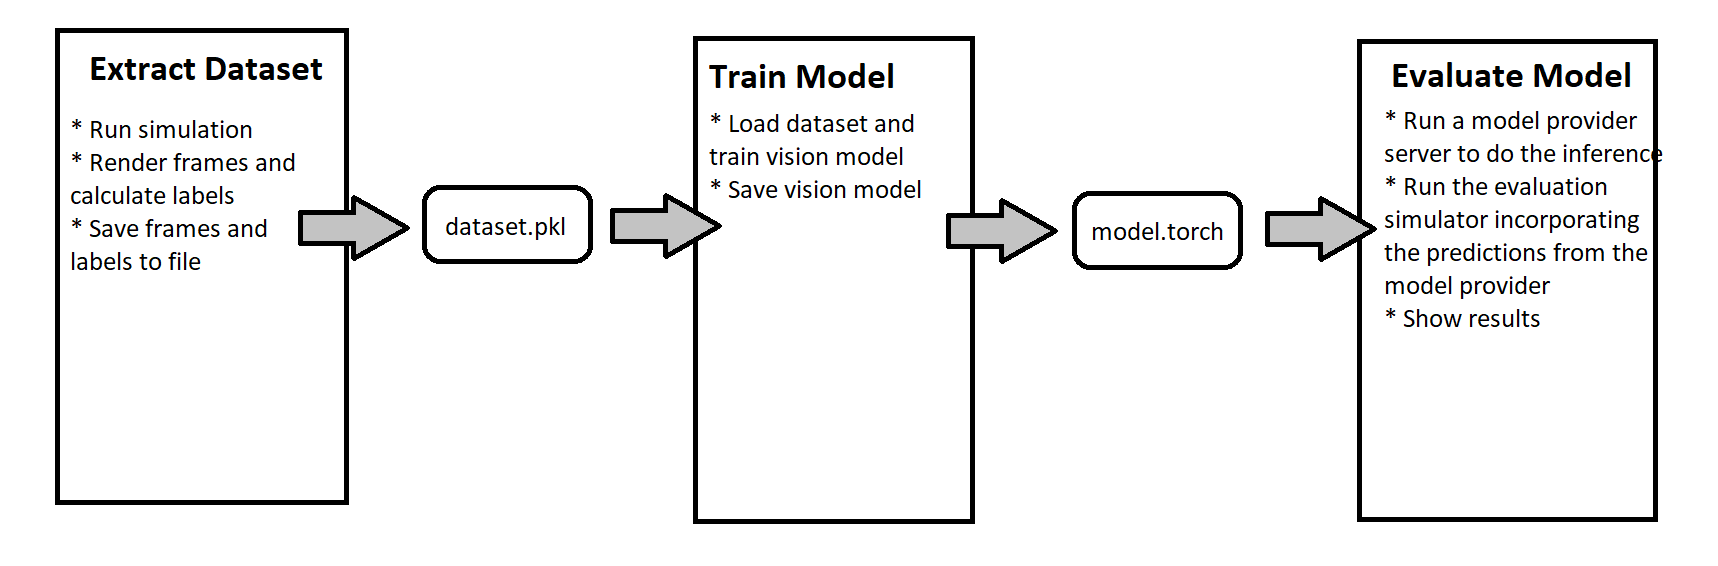 Extract Dataset
* Run simulation
* Render frames and
calculate labels
* Save frames and
labels to file
dataset.pkl
Train Model
* Load dataset and
train vision model
* Save vision model
model.torch
Evaluate Model
* Run a model provider
server to do the inference
* Run the evaluation
simulator incorporating
the predictions from the
model provider
* Show results